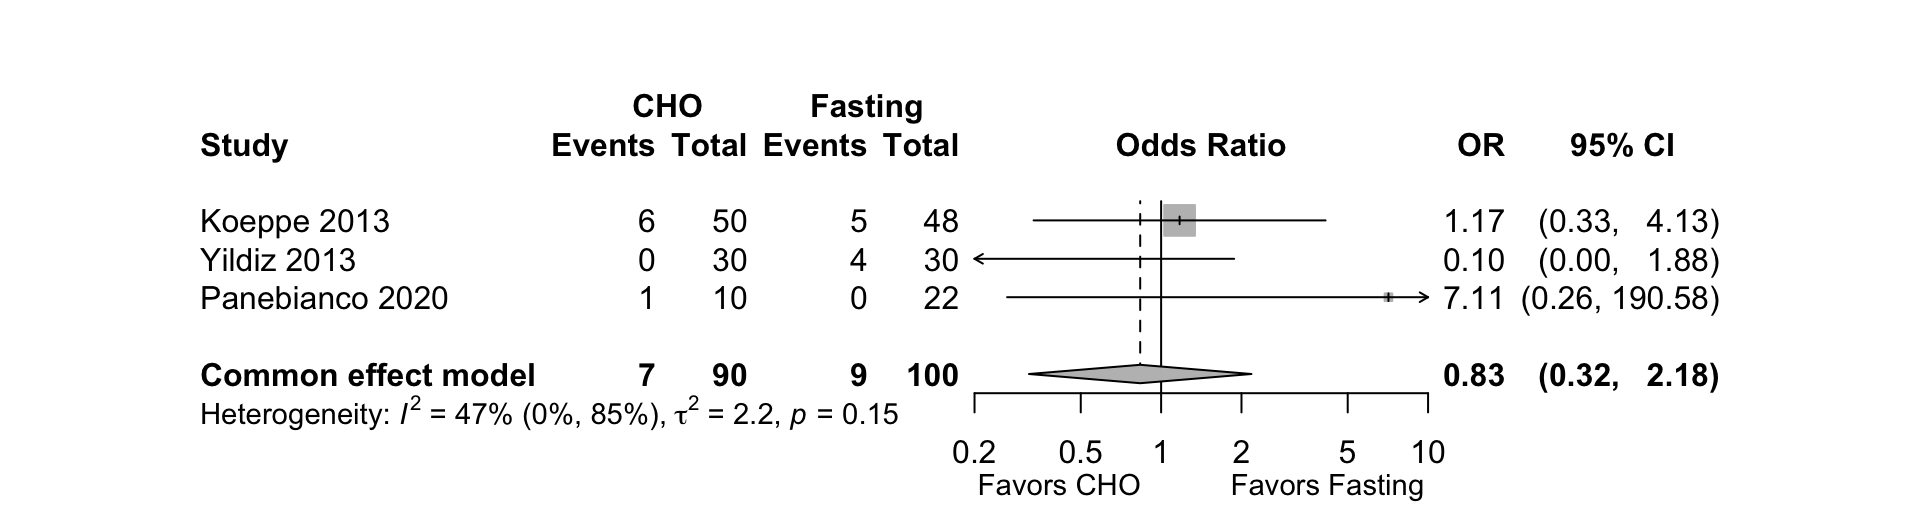 CHO Fasting
Study Events Total Events Total Odds Ratio OR 95% CI
Koeppe 2013 6 50 5 48 1.17 (0.33, 4.13)
Yildiz 2013 0 30 4 30 0.10 (0.00, 1.88)
Panebianco 2020 1 10 0 22 7.11 (0.26, 190.58)
Common effect model 7 90 9 100 0.83 (0.32, 2.18)
Heterogeneity: I² = 47% (0%, 85%), τ² = 2.2, p = 0.15
0.2 0.5 1 2 5 10
Favors CHO Favors Fasting